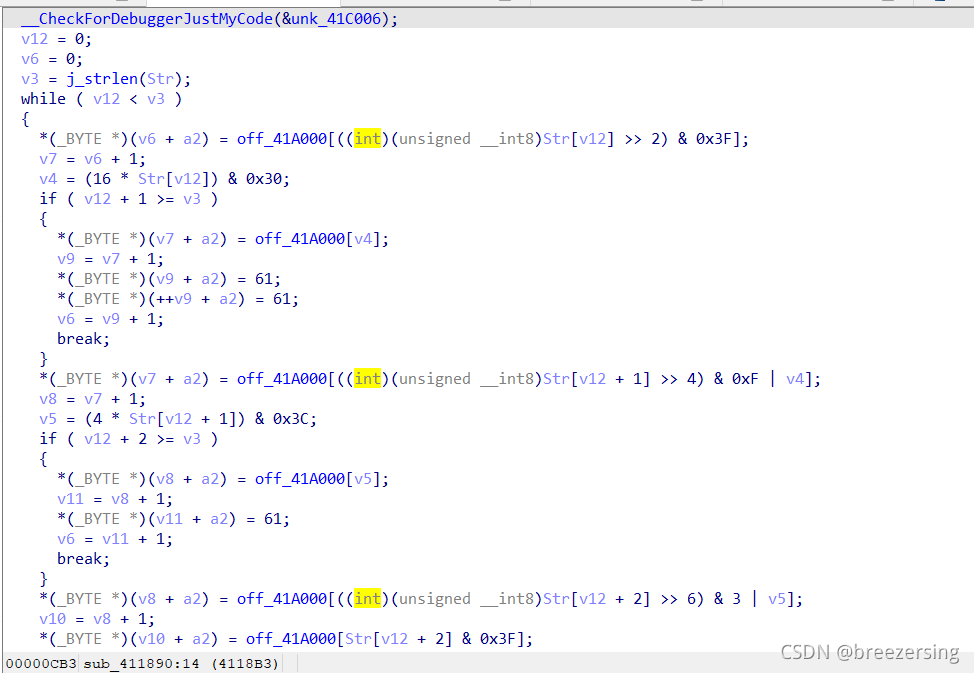 __CheckForDebuggerJustMyCode(&unk_41C006);
v12 = 0;
v6 = 0;
v3 = j_strlen(Str);
while ( v12 < v3 )
{
*(_BYTE *)(v6 + a2) = off_41A000[((int)(unsigned __int8)Str[v12] >> 2) & 0x3F];
v7 = v6 + 1;
v4 = (16 * Str[v12]) & 0x30;
if ( v12 + 1 >= v3 )
{
*(_BYTE *)(v7 + a2) = off_41A000[v4];
v9 = v7 + 1;
*(_BYTE *)(v9 + a2) = 61;
*(_BYTE *)(++v9 + a2) = 61;
v6 = v9 + 1;
break;
}
*(_BYTE *)(v7 + a2) = off_41A000[((int)(unsigned __int8)Str[v12 + 1] >> 4) & 0xF | v4];
v8 = v7 + 1;
v5 = (4 * Str[v12 + 1]) & 0x3C;
if ( v12 + 2 >= v3 )
{
*(_BYTE *)(v8 + a2) = off_41A000[v5];
v11 = v8 + 1;
*(_BYTE *)(v11 + a2) = 61;
v6 = v11 + 1;
break;
}
*(_BYTE *)(v8 + a2) = off_41A000[((int)(unsigned __int8)Str[v12 + 2] >> 6) & 3 | v5];
v10 = v8 + 1;
*(_BYTE *)(v10 + a2) = off_41A000[Str[v12 + 2] & 0x3F];
00000CB3 sub_411890:14 (4118B3)
CSDN @breezersing